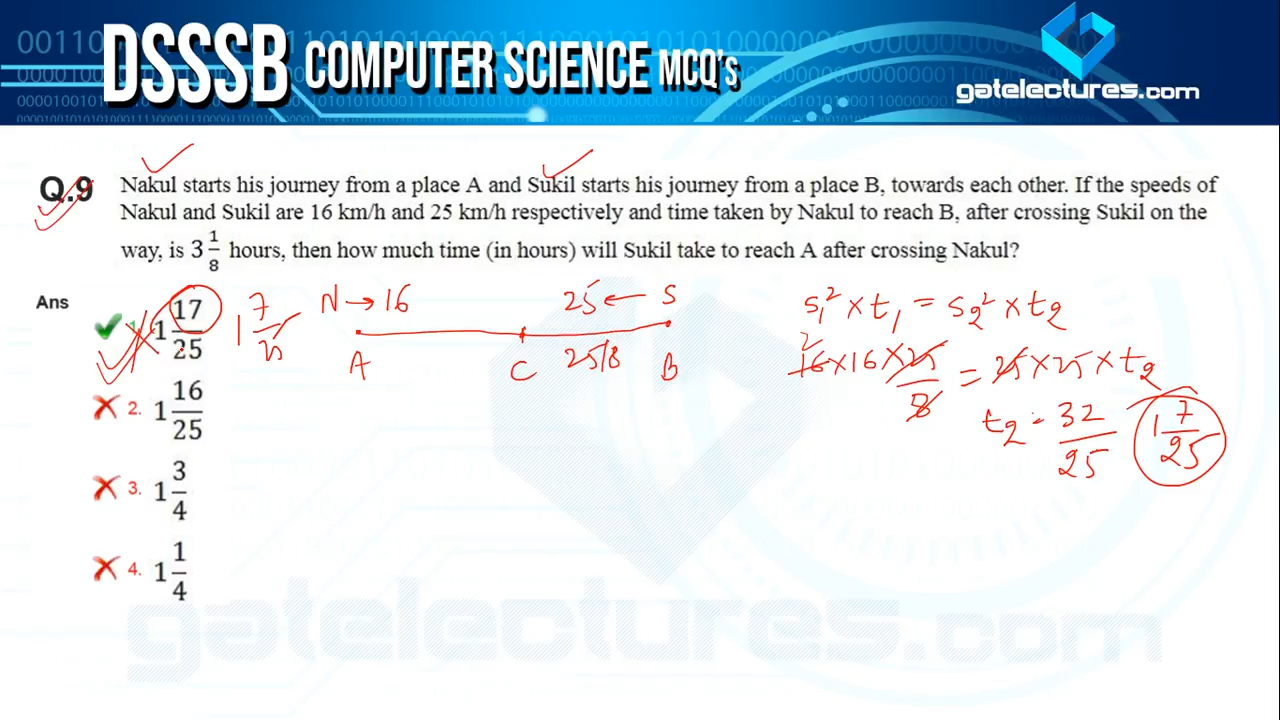 DSSSB COMPUTER SCIENCE MCQ's
gatelectures.com
Q.9 Nakul starts his journey from a place A and Sukil starts his journey from a place B, towards each other. If the speeds of
Nakul and Sukil are 16 km/h and 25 km/h respectively and time taken by Nakul to reach B, after crossing Sukil on the
way, is 3 1/8 hours, then how much time (in hours) will Sukil take to reach A after crossing Nakul?
Ans
1. 1 17/25
1 7/25
2. 1 16/25
3. 1 3/4
4. 1 1/4
N → 16 25 ← S
A C 25/8 B
s₁² × t₁ = s₂² × t₂
2
16 × 16 × 25/8 = 25 × 25 × t₂
t₂ = 32/25 1 7/25
gatelectures.com